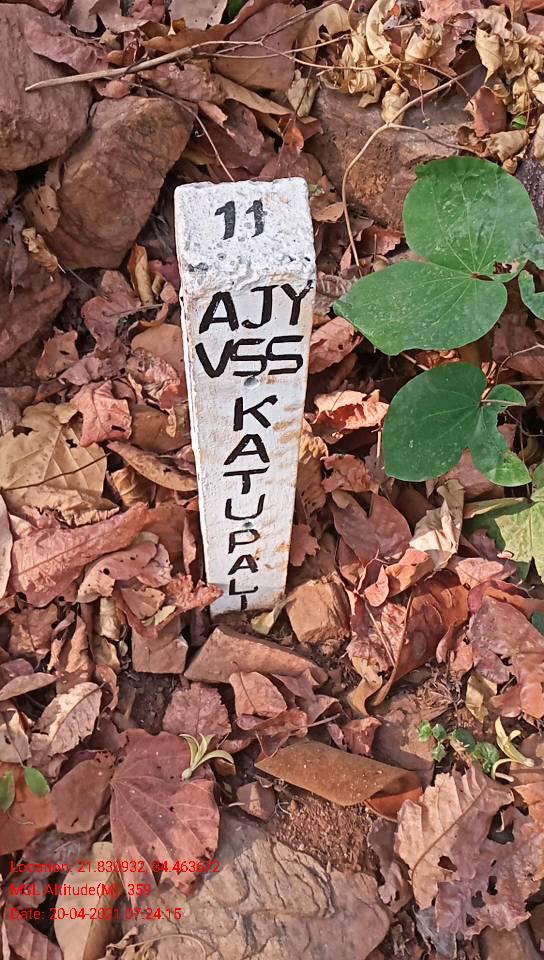 11
AJY
VSS
KATUPALI
Location: 21.830932, 84.463672
MSL Altitude(M): 359
Date: 20-04-2021 07:24:15